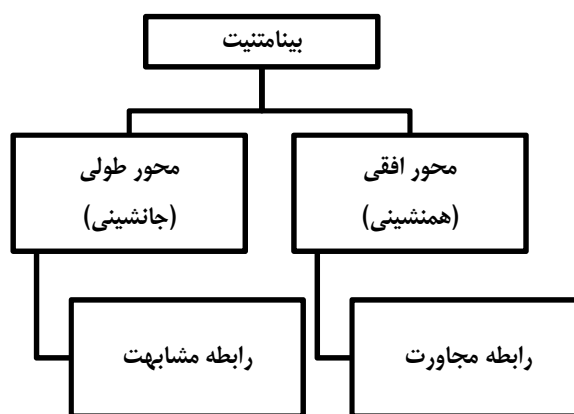 بینامتنیت
محور افقی
(همنشینی)
محور طولی
(جانشینی)
رابطه مجاورت
رابطه مشابهت